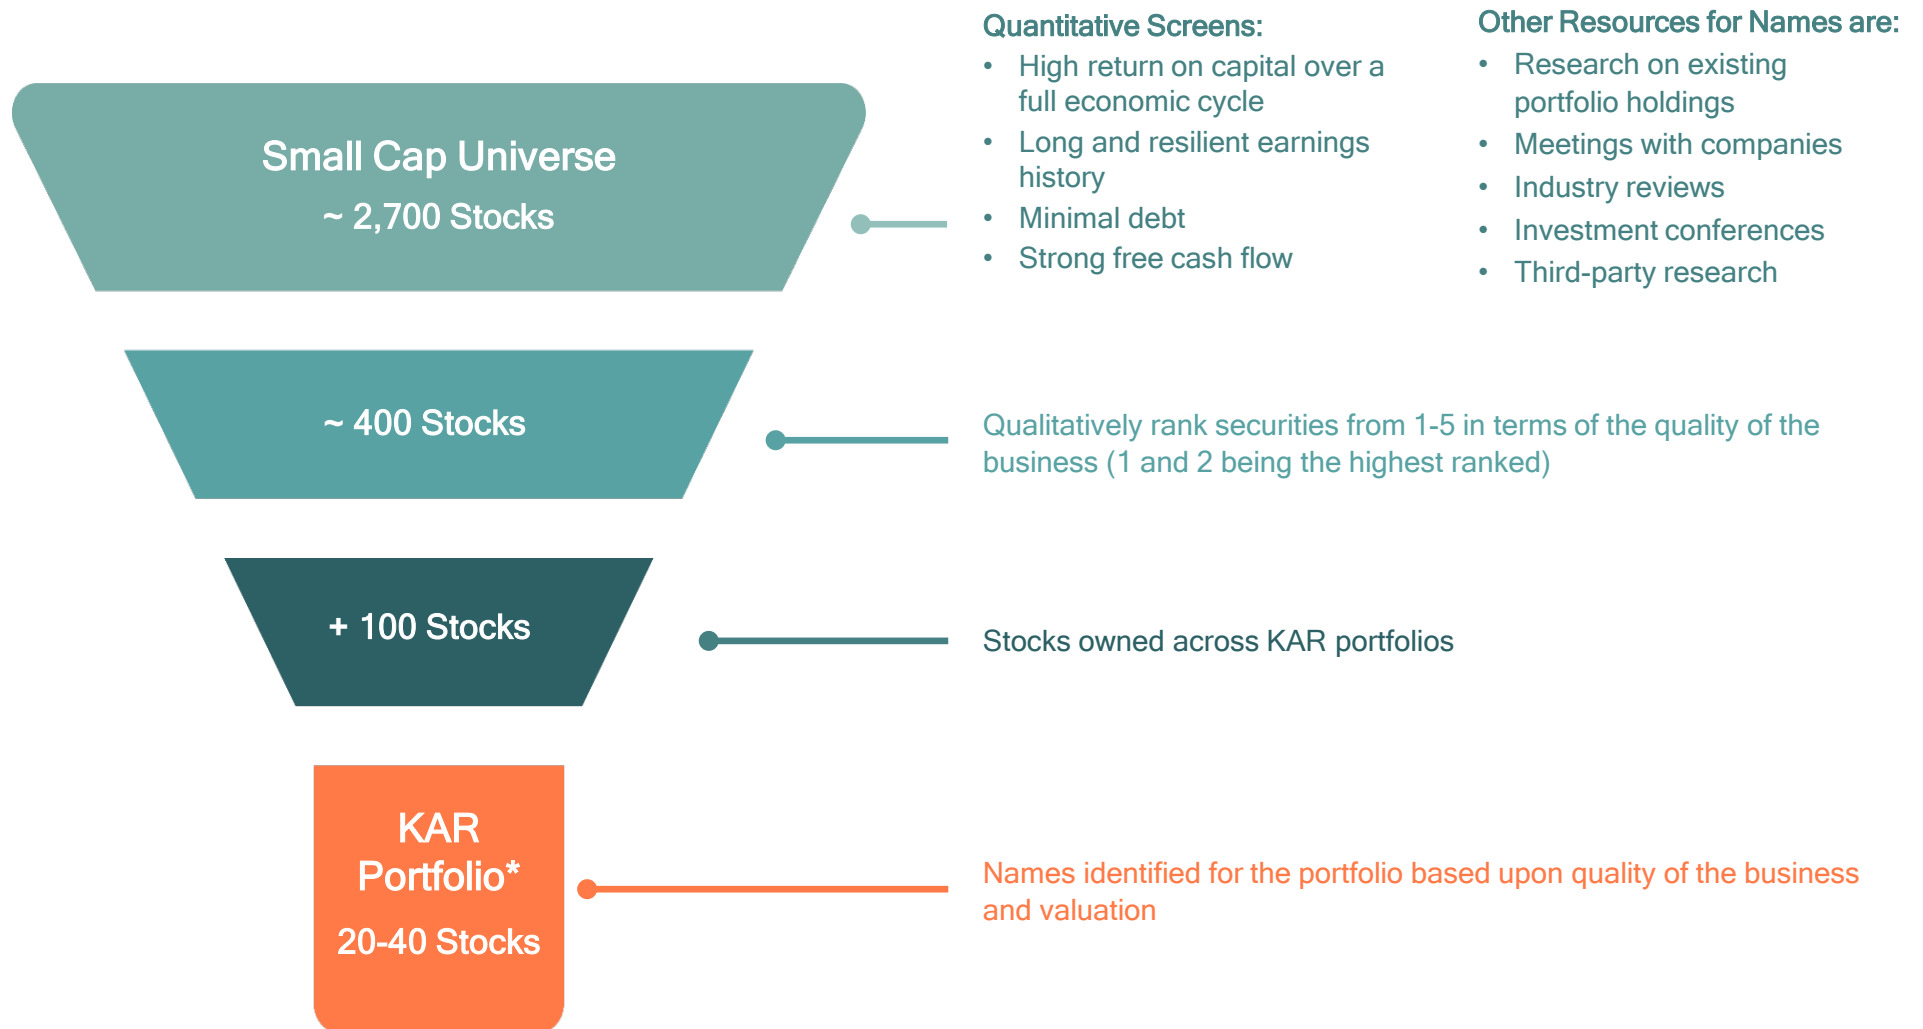 Small Cap Universe
~ 2,700 Stocks
Quantitative Screens:
• High return on capital over a
full economic cycle
• Long and resilient earnings
history
• Minimal debt
• Strong free cash flow
Other Resources for Names are:
• Research on existing
portfolio holdings
• Meetings with companies
• Industry reviews
• Investment conferences
• Third-party research
~ 400 Stocks
Qualitatively rank securities from 1-5 in terms of the quality of the
business (1 and 2 being the highest ranked)
+ 100 Stocks
Stocks owned across KAR portfolios
KAR
Portfolio*
20-40 Stocks
Names identified for the portfolio based upon quality of the business
and valuation